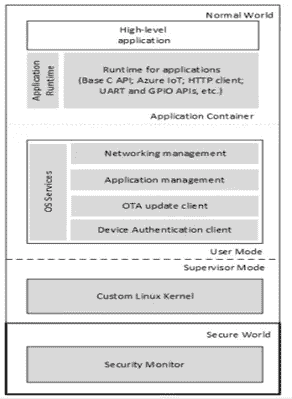 Normal World
High-level
application
Application
Runtime
Runtime for applications
(Base C API; Azure IoT; HTTP client;
UART and GPIO APIs, etc.)
Application Container
OS Services
Networking management
Application management
OTA update client
Device Authentication client
User Mode
Supervisor Mode
Custom Linux Kernel
Secure World
Security Monitor